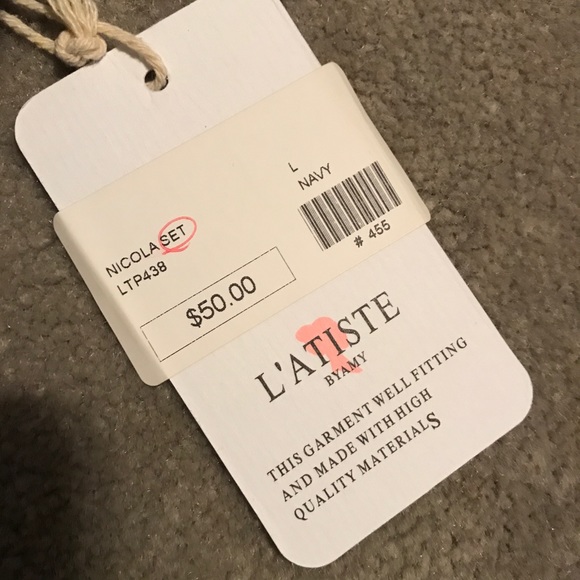 L
NAVY
# 455
NICOLA SET
LTP438
$50.00
L'ATISTE
BYAMY
THIS GARMENT WELL FITTING
AND MADE WITH HIGH
QUALITY MATERIALS